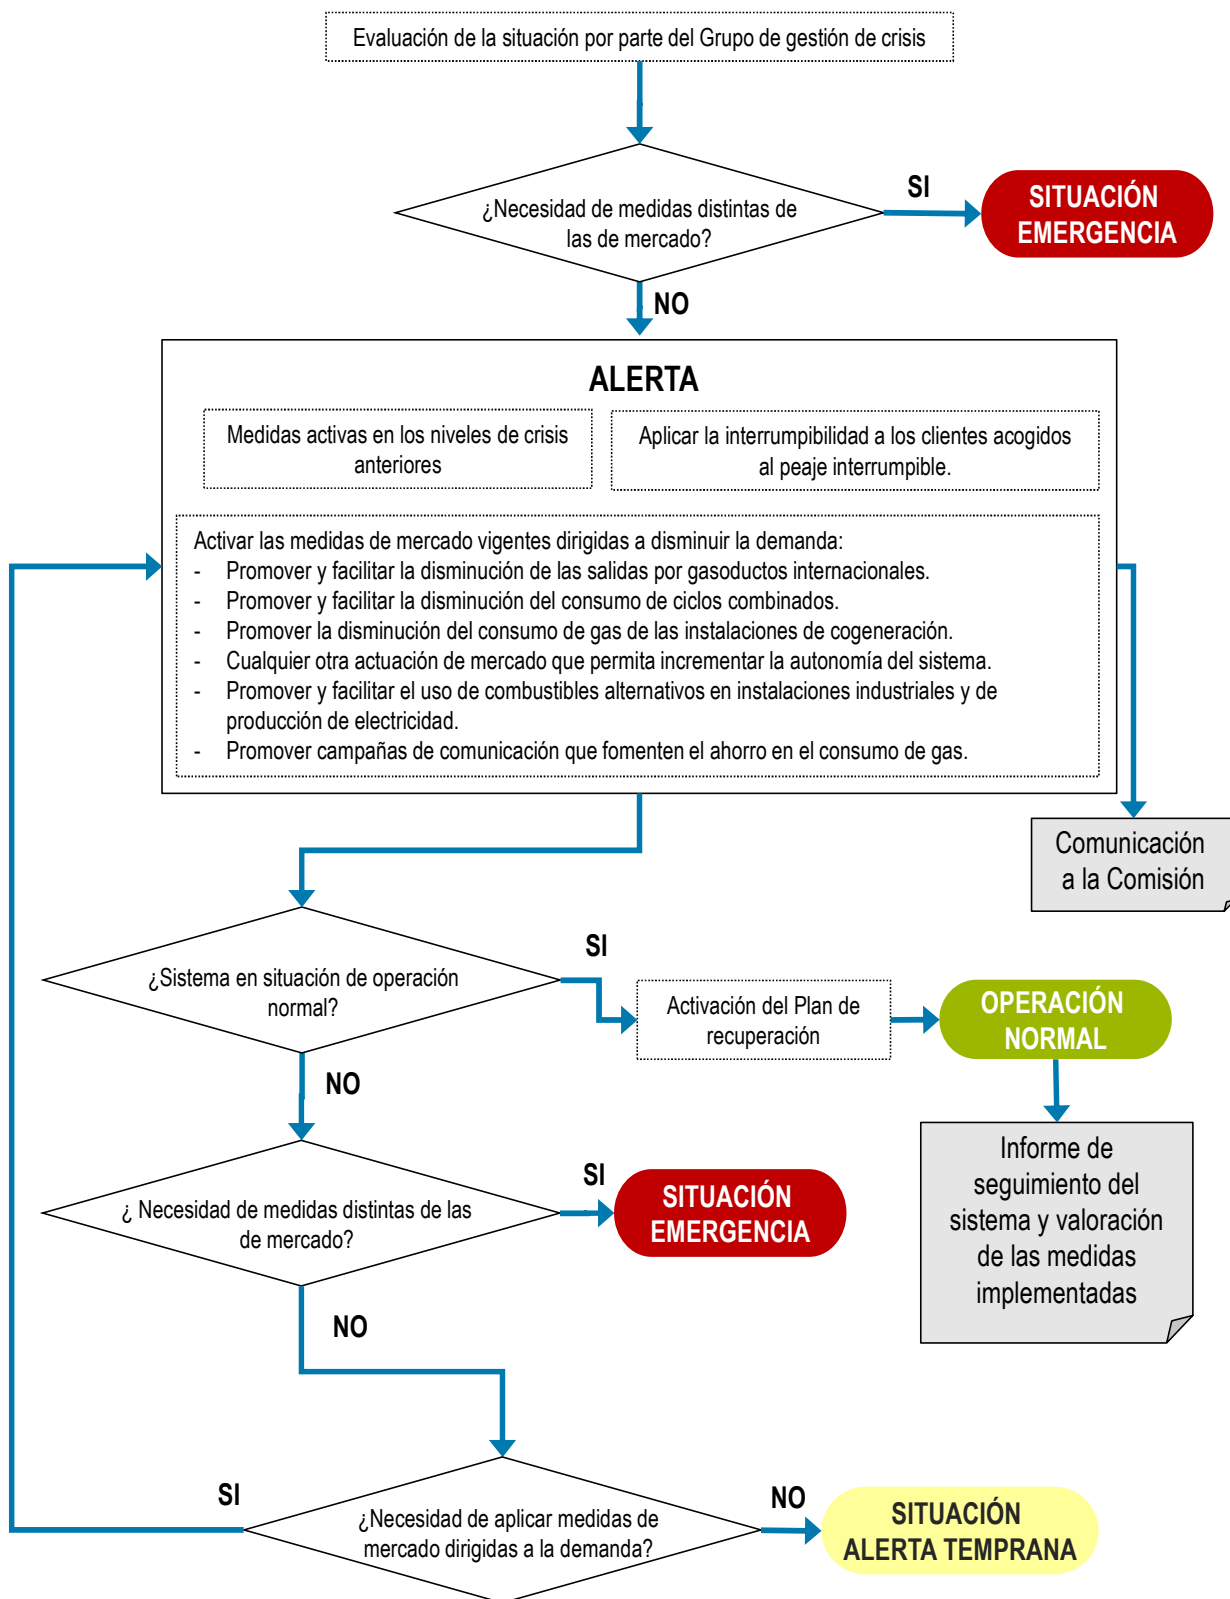 Evaluación de la situación por parte del Grupo de gestión de crisis
¿Necesidad de medidas distintas de
las de mercado?
SI
SITUACIÓN
EMERGENCIA
NO
ALERTA
Medidas activas en los niveles de crisis
anteriores
Aplicar la interrumpibilidad a los clientes acogidos
al peaje interrumpible.
Activar las medidas de mercado vigentes dirigidas a disminuir la demanda:
- Promover y facilitar la disminución de las salidas por gasoductos internacionales.
- Promover y facilitar la disminución del consumo de ciclos combinados.
- Promover la disminución del consumo de gas de las instalaciones de cogeneración.
- Cualquier otra actuación de mercado que permita incrementar la autonomía del sistema.
- Promover y facilitar el uso de combustibles alternativos en instalaciones industriales y de
producción de electricidad.
- Promover campañas de comunicación que fomenten el ahorro en el consumo de gas.
Comunicación
a la Comisión
¿Sistema en situación de operación
normal?
SI
Activación del Plan de
recuperación
OPERACIÓN
NORMAL
NO
Informe de
seguimiento del
sistema y valoración
de las medidas
implementadas
¿ Necesidad de medidas distintas de las
de mercado?
SI
SITUACIÓN
EMERGENCIA
NO
¿Necesidad de aplicar medidas de
mercado dirigidas a la demanda?
SI
NO
SITUACIÓN
ALERTA TEMPRANA